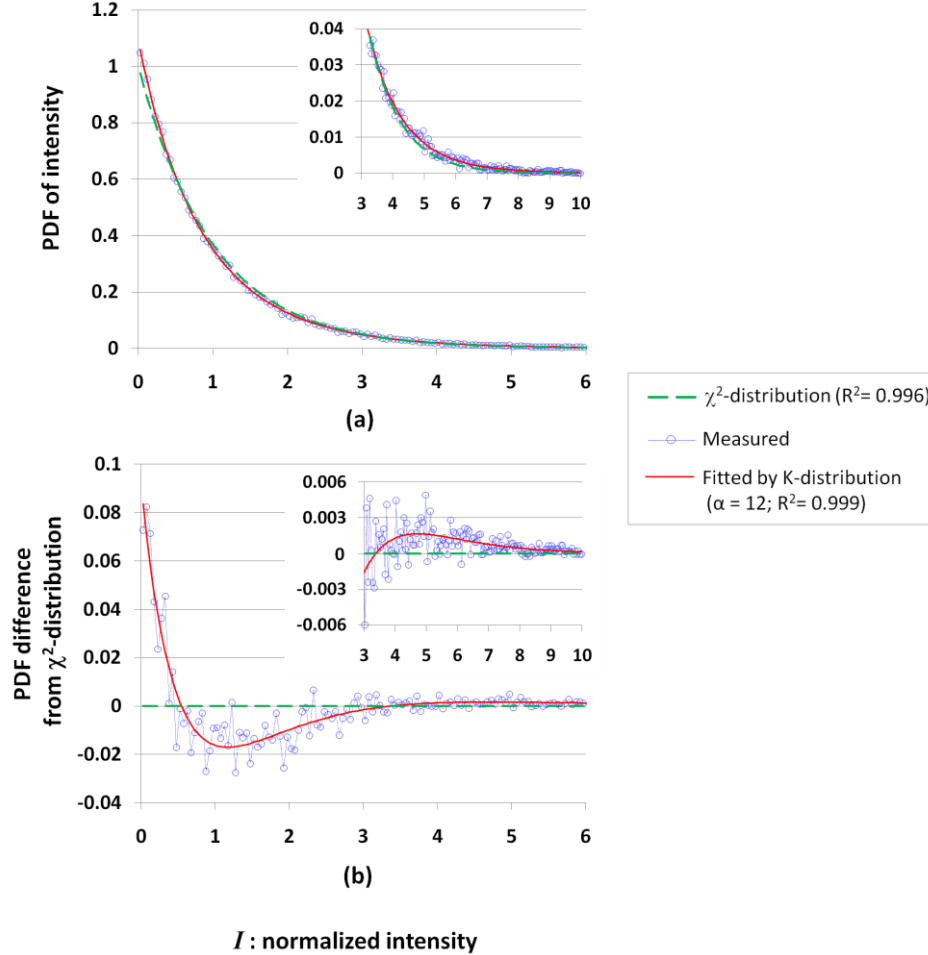 PDF of intensity
1.2
1
0.8
0.6
0.4
0.2
0
0 1 2 3 4 5 6
0.04
0.03
0.02
0.01
0
3 4 5 6 7 8 9 10
(a)
PDF difference
from χ²-distribution
0.1
0.08
0.06
0.04
0.02
0
-0.02
-0.04
0 1 2 3 4 5 6
0.006
0.003
0
-0.003
-0.006
3 4 5 6 7 8 9 10
(b)
I : normalized intensity
χ²-distribution (R²= 0.996)
Measured
Fitted by K-distribution
(α = 12; R²= 0.999)